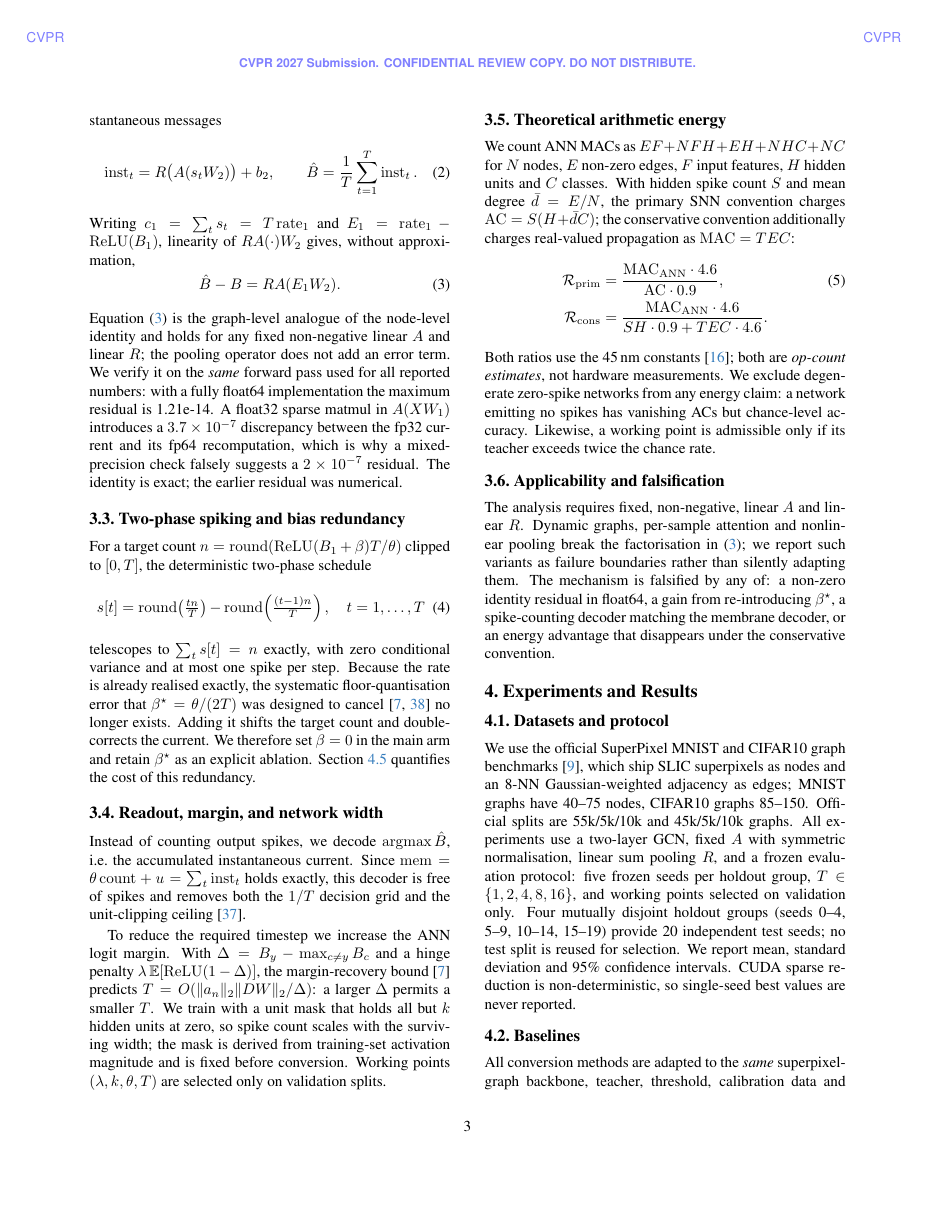 CVPR
CVPR
CVPR 2027 Submission. CONFIDENTIAL REVIEW COPY. DO NOT DISTRIBUTE.
stantaneous messages
inst_t = R(A(s_tW_2)) + b_2, B̂ = 1/T ∑_{t=1}^{T} inst_t . (2)
Writing c_1 = ∑_t s_t = T rate_1 and E_1 = rate_1 −
ReLU(B_1), linearity of RA(·)W_2 gives, without approxi-
mation,
B̂ − B = RA(E_1W_2). (3)
Equation (3) is the graph-level analogue of the node-level
identity and holds for any fixed non-negative linear A and
linear R; the pooling operator does not add an error term.
We verify it on the same forward pass used for all reported
numbers: with a fully float64 implementation the maximum
residual is 1.21e-14. A float32 sparse matmul in A(XW_1)
introduces a 3.7 × 10^−7 discrepancy between the fp32 cur-
rent and its fp64 recomputation, which is why a mixed-
precision check falsely suggests a 2 × 10^−7 residual. The
identity is exact; the earlier residual was numerical.
3.3. Two-phase spiking and bias redundancy
For a target count n = round(ReLU(B_1 + β)T/θ) clipped
to [0, T], the deterministic two-phase schedule
s[t] = round(tn/T) − round((t−1)n/T) , t = 1, . . . , T (4)
telescopes to ∑_t s[t] = n exactly, with zero conditional
variance and at most one spike per step. Because the rate
is already realised exactly, the systematic floor-quantisation
error that β⋆ = θ/(2T) was designed to cancel [7, 38] no
longer exists. Adding it shifts the target count and double-
corrects the current. We therefore set β = 0 in the main arm
and retain β⋆ as an explicit ablation. Section 4.5 quantifies
the cost of this redundancy.
3.4. Readout, margin, and network width
Instead of counting output spikes, we decode argmax B̂,
i.e. the accumulated instantaneous current. Since mem =
θ count + u = ∑_t inst_t holds exactly, this decoder is free
of spikes and removes both the 1/T decision grid and the
unit-clipping ceiling [37].
To reduce the required timestep we increase the ANN
logit margin. With Δ = B_y − max_{c≠y} B_c and a hinge
penalty λ 𝔼[ReLU(1 − Δ)], the margin-recovery bound [7]
predicts T = O(∥a_n∥_2∥DW∥_2/Δ): a larger Δ permits a
smaller T. We train with a unit mask that holds all but k
hidden units at zero, so spike count scales with the surviv-
ing width; the mask is derived from training-set activation
magnitude and is fixed before conversion. Working points
(λ, k, θ, T) are selected only on validation splits.
3.5. Theoretical arithmetic energy
We count ANN MACs as EF+NFH+EH+NHC+NC
for N nodes, E non-zero edges, F input features, H hidden
units and C classes. With hidden spike count S and mean
degree d̄ = E/N, the primary SNN convention charges
AC = S(H+d̄C); the conservative convention additionally
charges real-valued propagation as MAC = TEC:
R_prim = MAC_ANN · 4.6 / AC · 0.9, (5)
R_cons = MAC_ANN · 4.6 / SH · 0.9 + TEC · 4.6.
Both ratios use the 45 nm constants [16]; both are op-count
estimates, not hardware measurements. We exclude degen-
erate zero-spike networks from any energy claim: a network
emitting no spikes has vanishing ACs but chance-level ac-
curacy. Likewise, a working point is admissible only if its
teacher exceeds twice the chance rate.
3.6. Applicability and falsification
The analysis requires fixed, non-negative, linear A and lin-
ear R. Dynamic graphs, per-sample attention and nonlin-
ear pooling break the factorisation in (3); we report such
variants as failure boundaries rather than silently adapting
them. The mechanism is falsified by any of: a non-zero
identity residual in float64, a gain from re-introducing β⋆, a
spike-counting decoder matching the membrane decoder, or
an energy advantage that disappears under the conservative
convention.
4. Experiments and Results
4.1. Datasets and protocol
We use the official SuperPixel MNIST and CIFAR10 graph
benchmarks [9], which ship SLIC superpixels as nodes and
an 8-NN Gaussian-weighted adjacency as edges; MNIST
graphs have 40–75 nodes, CIFAR10 graphs 85–150. Offi-
cial splits are 55k/5k/10k and 45k/5k/10k graphs. All ex-
periments use a two-layer GCN, fixed A with symmetric
normalisation, linear sum pooling R, and a frozen evalu-
ation protocol: five frozen seeds per holdout group, T ∈
{1, 2, 4, 8, 16}, and working points selected on validation
only. Four mutually disjoint holdout groups (seeds 0–4,
5–9, 10–14, 15–19) provide 20 independent test seeds; no
test split is reused for selection. We report mean, standard
deviation and 95% confidence intervals. CUDA sparse re-
duction is non-deterministic, so single-seed best values are
never reported.
4.2. Baselines
All conversion methods are adapted to the same superpixel-
graph backbone, teacher, threshold, calibration data and
3